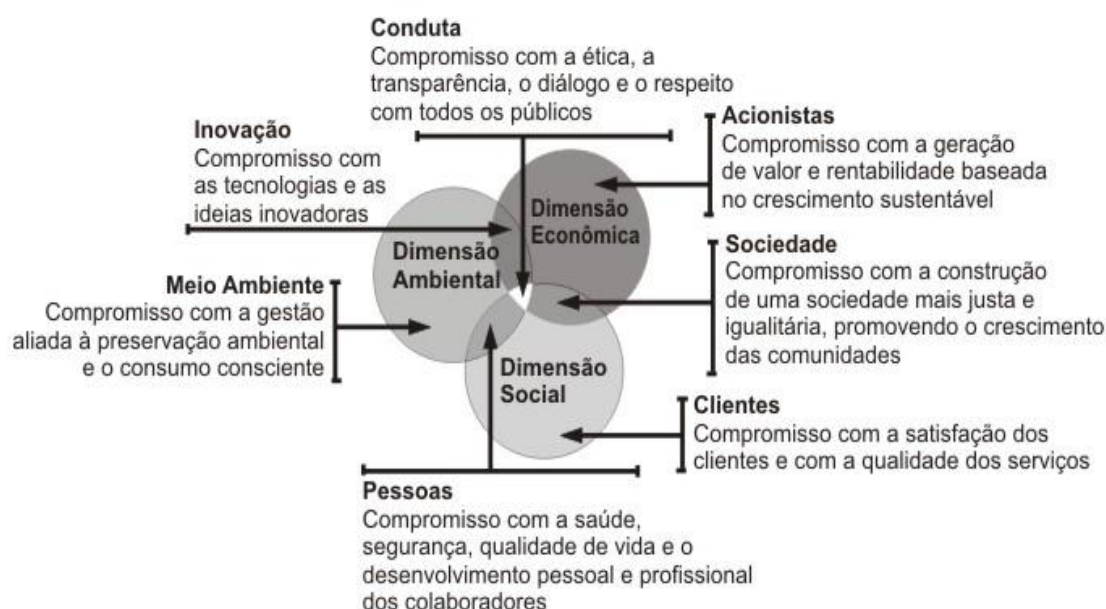 Conduta
Compromisso com a ética, a
transparência, o diálogo e o respeito
com todos os públicos
Inovação
Compromisso com
as tecnologias e as
ideias inovadoras
Acionistas
Compromisso com a geração
de valor e rentabilidade baseada
no crescimento sustentável
Dimensão
Econômica
Dimensão
Ambiental
Sociedade
Compromisso com a construção
de uma sociedade mais justa e
igualitária, promovendo o crescimento
das comunidades
Meio Ambiente
Compromisso com a gestão
aliada à preservação ambiental
e o consumo consciente
Dimensão
Social
Clientes
Compromisso com a satisfação dos
clientes e com a qualidade dos serviços
Pessoas
Compromisso com a saúde,
segurança, qualidade de vida e o
desenvolvimento pessoal e profissional
dos colaboradores